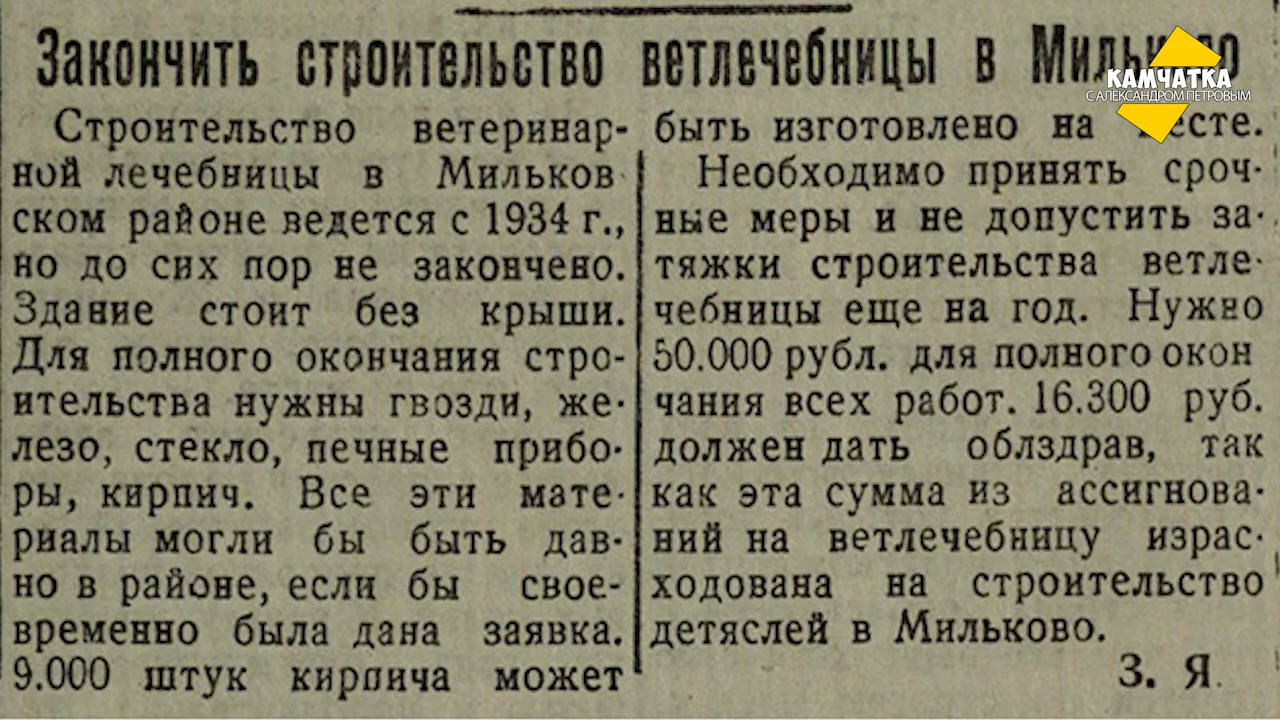 Закончить строительство ветлечебницы в Мильково
КАМЧАТКА
С АЛЕКСАНДРОМ ПЕТРОВЫМ
Строительство ветеринар-
ной лечебницы в Мильков-
ском районе ведется с 1934 г.,
но до сих пор не закончено.
Здание стоит без крыши.
Для полного окончания стро-
ительства нужны гвозди, же-
лезо, стекло, печные прибо-
ры, кирпич. Все эти мате-
риалы могли бы быть дав-
но в районе, если бы свое-
временно была дана заявка.
9.000 штук кирпича может
быть изготовлено на месте.
Необходимо принять сроч-
ные меры и не допустить за-
тяжки строительства ветле-
чебницы еще на год. Нужно
50.000 рубл. для полного окон
чания всех работ. 16.300 руб.
должен дать облздрав, так
как эта сумма из ассигнова-
ний на ветлечебницу израс-
ходована на строительство
детяслей в Мильково.
З. Я.